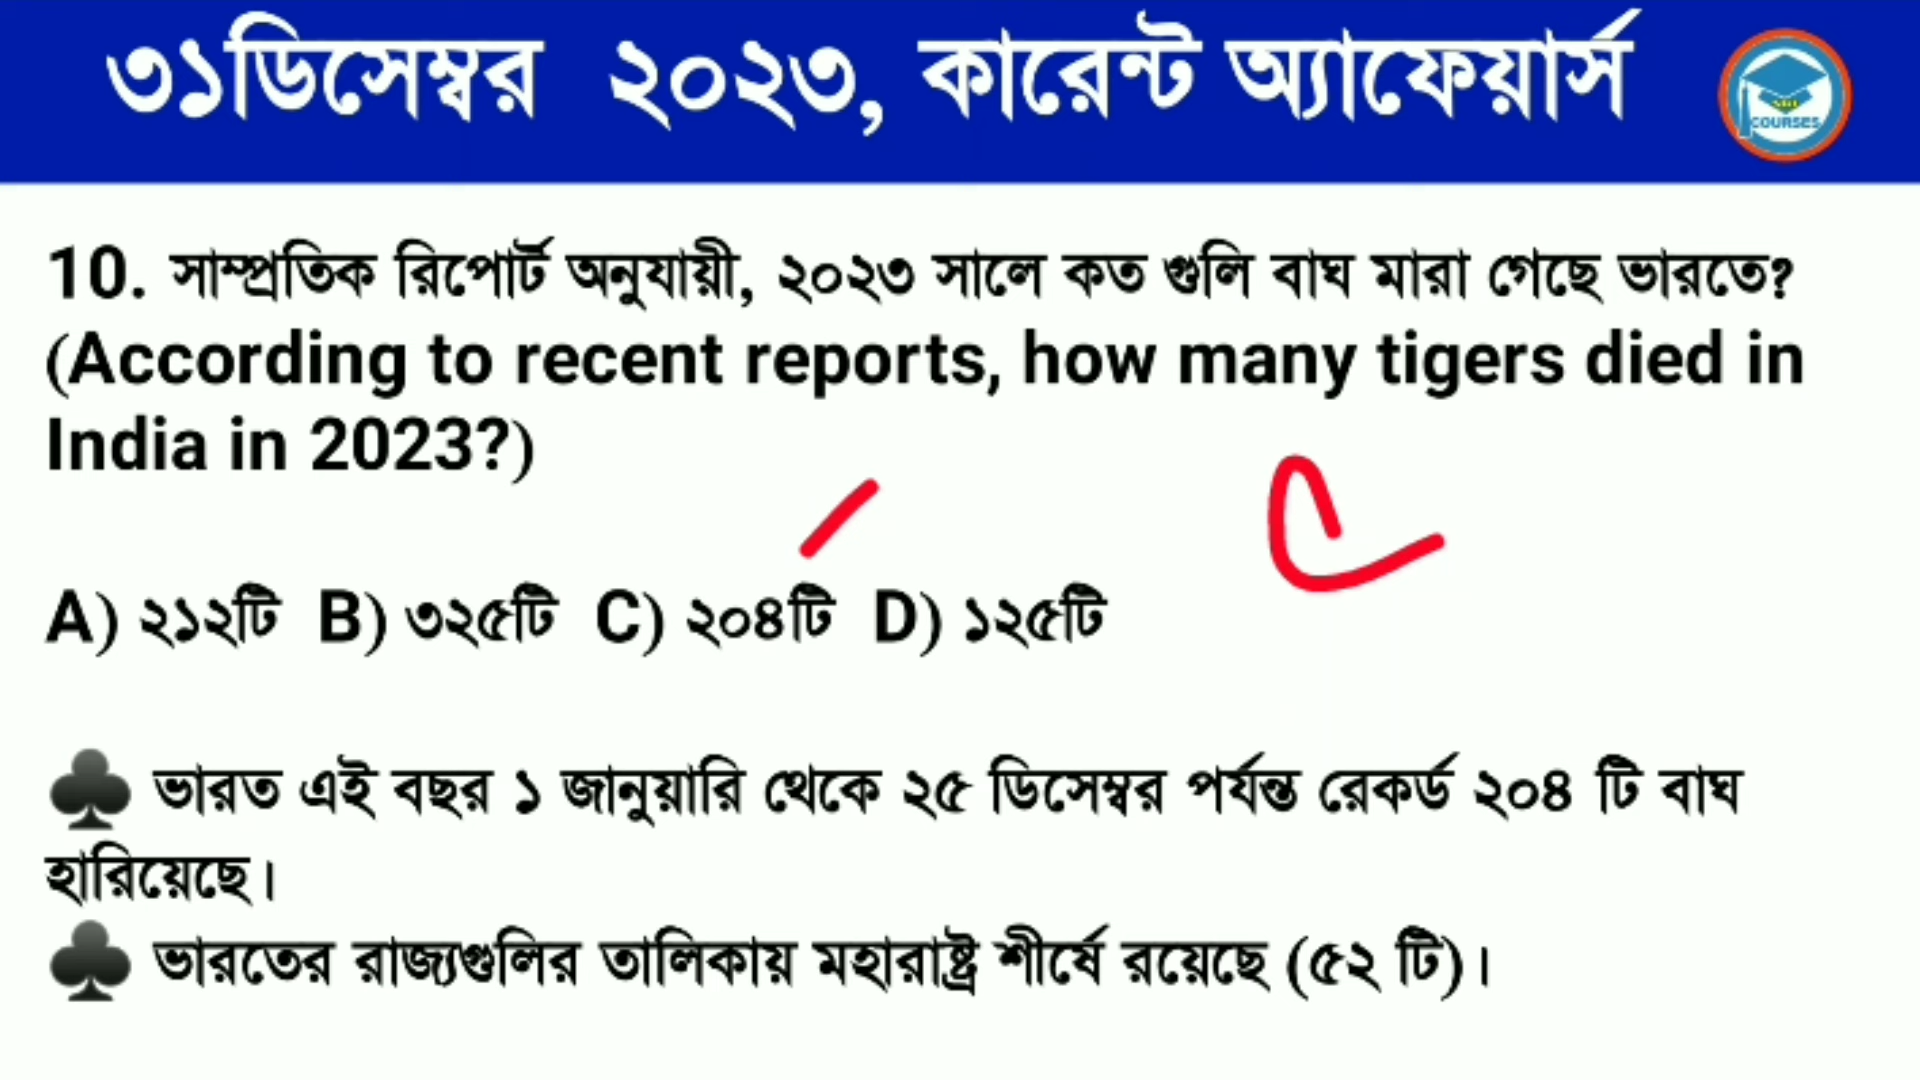 ৩১ডিসেম্বর ২০২৩, কারেন্ট অ্যাফেয়ার্স
COURSES
10. সাম্প্রতিক রিপোর্ট অনুযায়ী, ২০২৩ সালে কত গুলি বাঘ মারা গেছে ভারতে?
(According to recent reports, how many tigers died in
India in 2023?)
A) ২১২টি B) ৩২৫টি C) ২০৪টি D) ১২৫টি
♣ ভারত এই বছর ১ জানুয়ারি থেকে ২৫ ডিসেম্বর পর্যন্ত রেকর্ড ২০৪ টি বাঘ
হারিয়েছে।
♣ ভারতের রাজ্যগুলির তালিকায় মহারাষ্ট্র শীর্ষে রয়েছে (৫২ টি)।